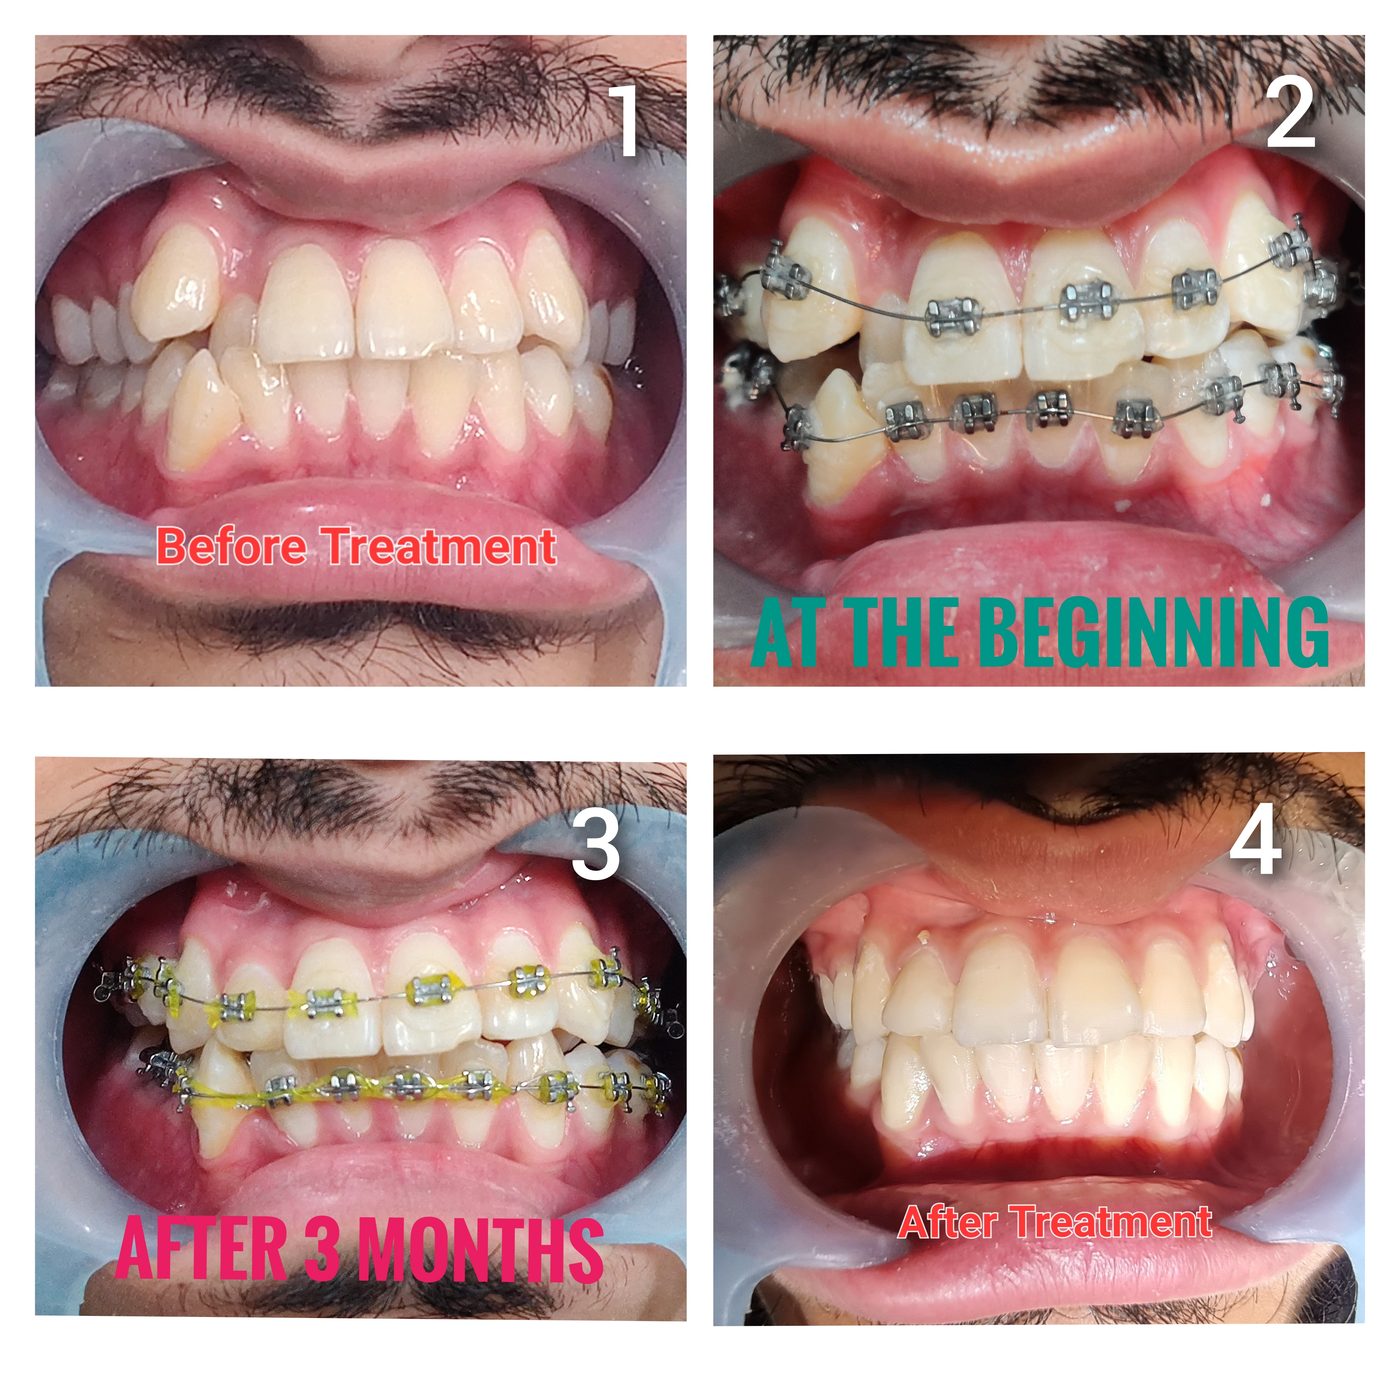 1
Before Treatment
2
AT THE BEGINNING
3
AFTER 3 MONTHS
4
After Treatment